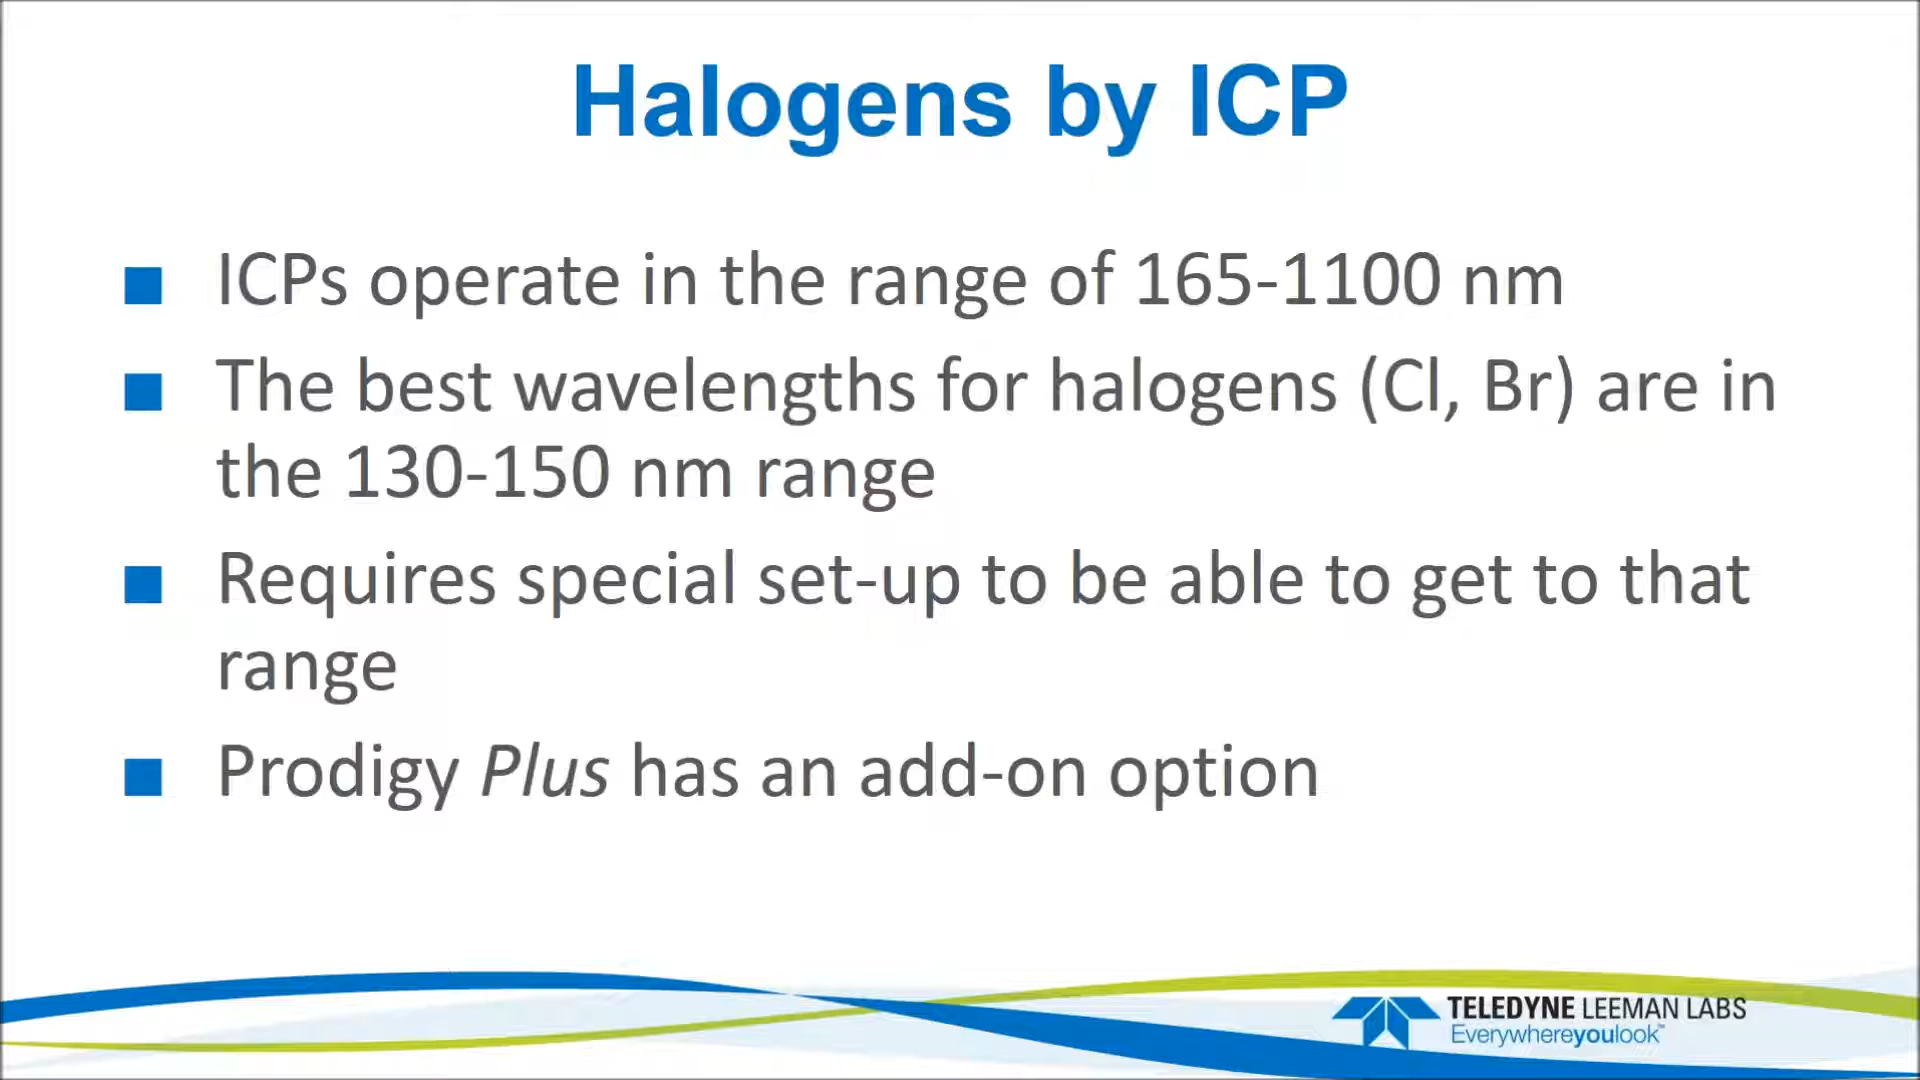 Halogens by ICP
ICPs operate in the range of 165-1100 nm
The best wavelengths for halogens (Cl, Br) are in
the 130-150 nm range
Requires special set-up to be able to get to that
range
Prodigy Plus has an add-on option
TELEDYNE LEEMAN LABS
Everywhereyoulook™